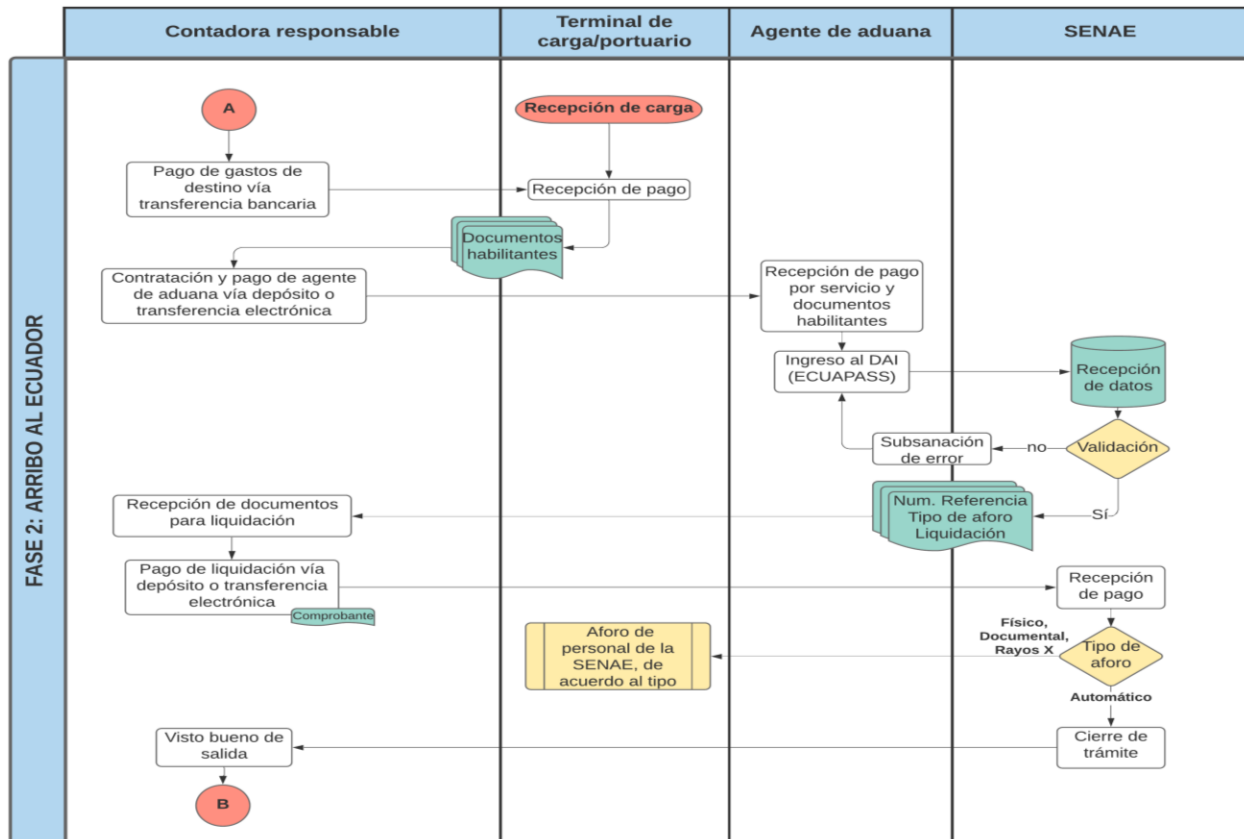 Contadora responsable
Terminal de
carga/portuario
Agente de aduana
SENAE
FASE 2: ARRIBO AL ECUADOR
A
Recepción de carga
Pago de gastos de
destino vía
transferencia bancaria
Recepción de pago
Documentos
habilitantes
Contratación y pago de agente
de aduana vía depósito o
transferencia electrónica
Recepción de pago
por servicio y
documentos
habilitantes
Ingreso al DAI
(ECUAPASS)
Recepción
de datos
Validación
no
Subsanación
de error
Sí
Num. Referencia
Tipo de aforo
Liquidación
Recepción de documentos
para liquidación
Pago de liquidación vía
depósito o transferencia
electrónica
Comprobante
Recepción
de pago
Físico,
Documental,
Rayos X
Tipo de
aforo
Aforo de
personal de la
SENAE, de
acuerdo al tipo
Automático
Cierre de
trámite
Visto bueno de
salida
B